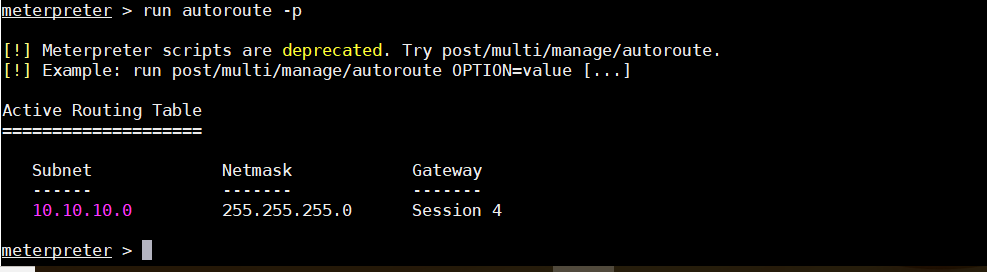 meterpreter > run autoroute -p
[!] Meterpreter scripts are deprecated. Try post/multi/manage/autoroute.
[!] Example: run post/multi/manage/autoroute OPTION=value [...]
Active Routing Table
====================
Subnet Netmask Gateway
------ ------- -------
10.10.10.0 255.255.255.0 Session 4
meterpreter >